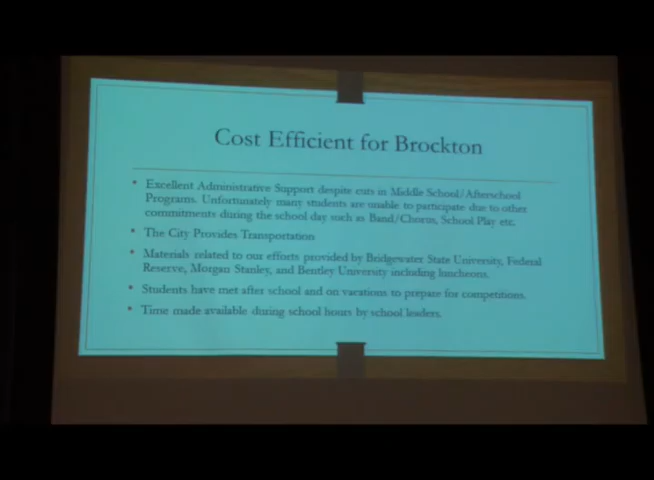 Cost Efficient for Brockton
• Excellent Administrative Support despite cuts in Middle School/Afterschool
Programs. Unfortunately many students are unable to participate due to other
commitments during the school day such as Band/Chorus, School Play etc.
• The City Provides Transportation
• Materials related to our efforts provided by Bridgewater State University, Federal
Reserve, Morgan Stanley, and Bentley University including luncheons.
• Students have met after school and on vacations to prepare for competitions.
• Time made available during school hours by school leaders.